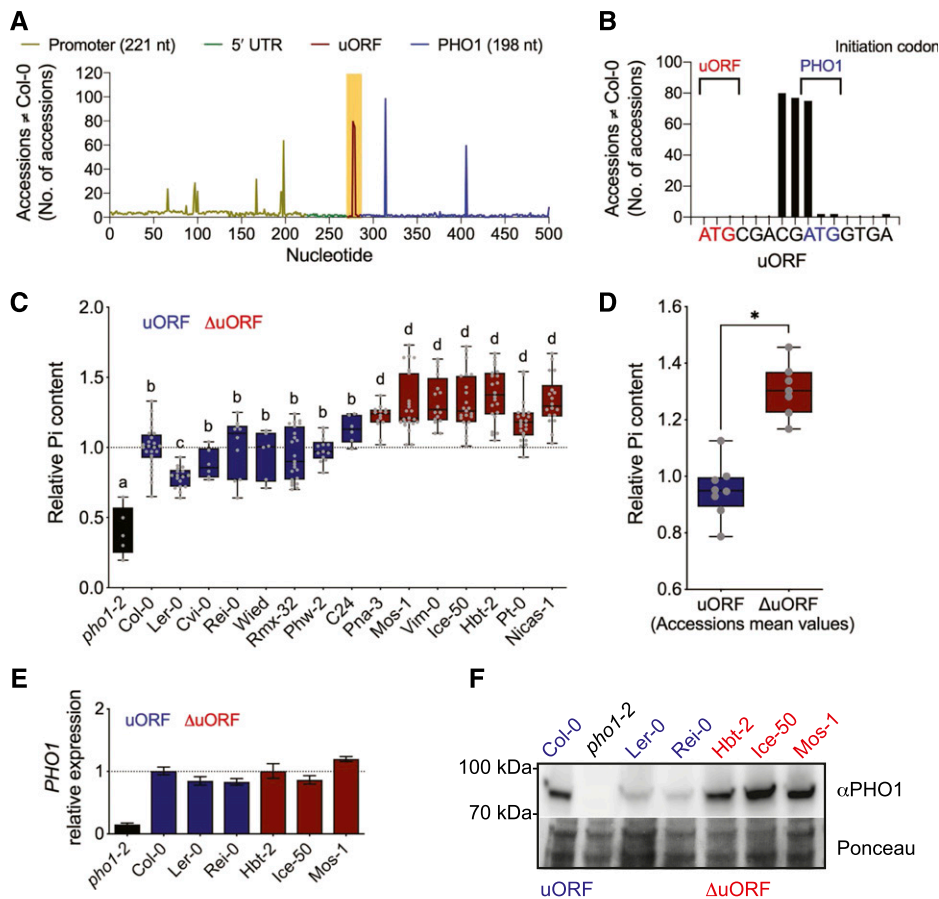 A
Promoter (221 nt) 5′ UTR uORF PHO1 (198 nt)
Accessions ≠ Col-0
(No. of accessions)
120
100
80
60
40
20
0
0 50 100 150 200 250 300 350 400 450 500
Nucleotide
B
Initiation codon
uORF PHO1
Accessions ≠ Col-0
(No. of accessions)
100
80
60
40
20
0
ATGCGACGATGGTGA
uORF
C
uORF ΔuORF
Relative Pi content
2.0
1.5
1.0
0.5
0.0
a b c b b b b b b d d d d d d d
pho1-2 Col-0 Ler-0 Cvi-0 Rei-0 Wied Rmx-32 Phw-2 C24 Pna-3 Mos-1 Vim-0 Ice-50 Hbt-2 Pt-0 Nicas-1
D
Relative Pi content
1.6
1.4
1.2
1.0
0.8
0.6
*
uORF ΔuORF
(Accessions mean values)
E
PHO1
relative expression
2
1
0
uORF ΔuORF
pho1-2 Col-0 Ler-0 Rei-0 Hbt-2 Ice-50 Mos-1
F
Col-0 pho1-2 Ler-0 Rei-0 Hbt-2 Ice-50 Mos-1
100 kDa-
70 kDa-
αPHO1
Ponceau
uORF ΔuORF